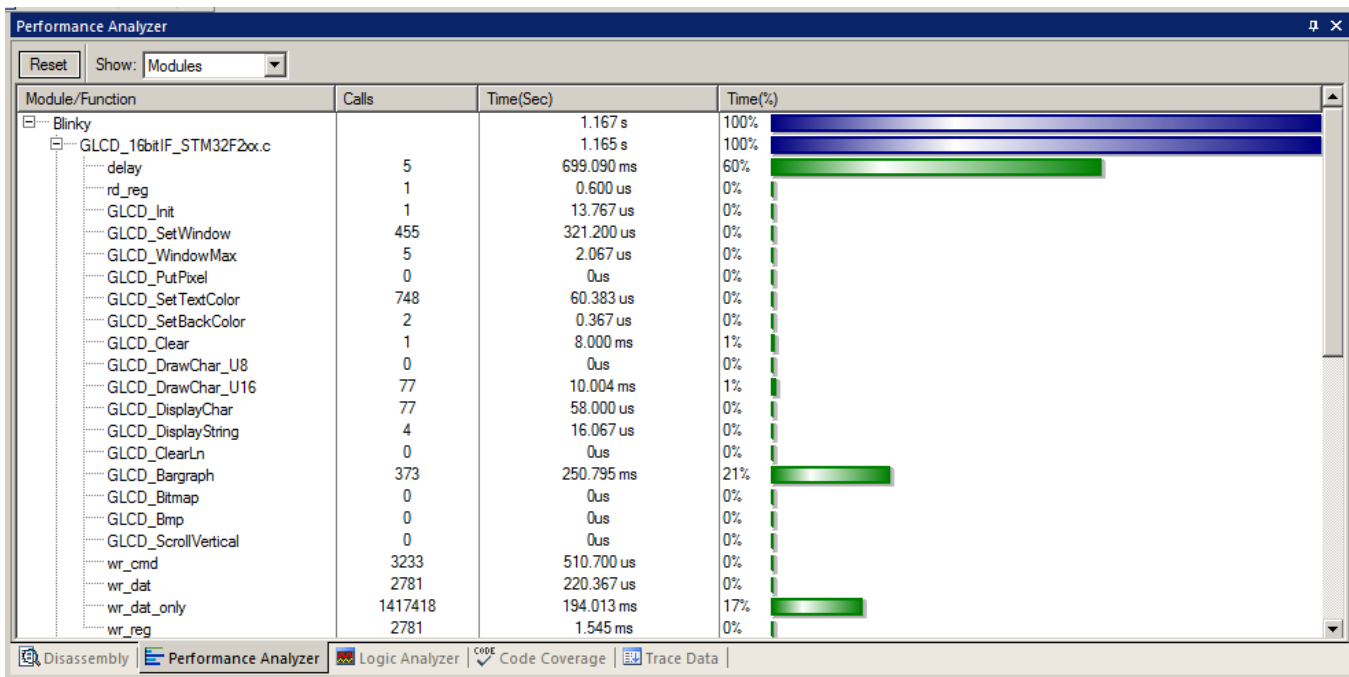 Performance Analyzer
Reset Show: Modules
Module/Function Calls Time(Sec) Time(%)
Blinky 1.167 s 100%
GLCD_16bitIF_STM32F2xx.c 1.165 s 100%
delay 5 699.090 ms 60%
rd_reg 1 0.600 us 0%
GLCD_Init 1 13.767 us 0%
GLCD_SetWindow 455 321.200 us 0%
GLCD_WindowMax 5 2.067 us 0%
GLCD_PutPixel 0 0us 0%
GLCD_SetTextColor 748 60.383 us 0%
GLCD_SetBackColor 2 0.367 us 0%
GLCD_Clear 1 8.000 ms 1%
GLCD_DrawChar_U8 0 0us 0%
GLCD_DrawChar_U16 77 10.004 ms 1%
GLCD_DisplayChar 77 58.000 us 0%
GLCD_DisplayString 4 16.067 us 0%
GLCD_ClearLn 0 0us 0%
GLCD_Bargraph 373 250.795 ms 21%
GLCD_Bitmap 0 0us 0%
GLCD_Bmp 0 0us 0%
GLCD_ScrollVertical 0 0us 0%
wr_cmd 3233 510.700 us 0%
wr_dat 2781 220.367 us 0%
wr_dat_only 1417418 194.013 ms 17%
wr_reg 2781 1.545 ms 0%
Disassembly Performance Analyzer Logic Analyzer CODE Code Coverage Trace Data